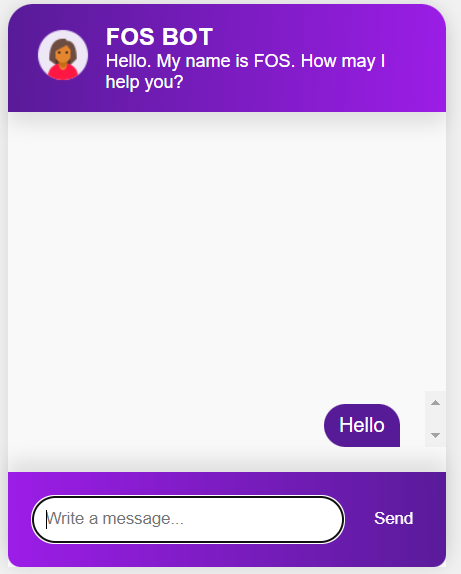 FOS BOT
Hello. My name is FOS. How may I
help you?
Hello
Write a message...
Send